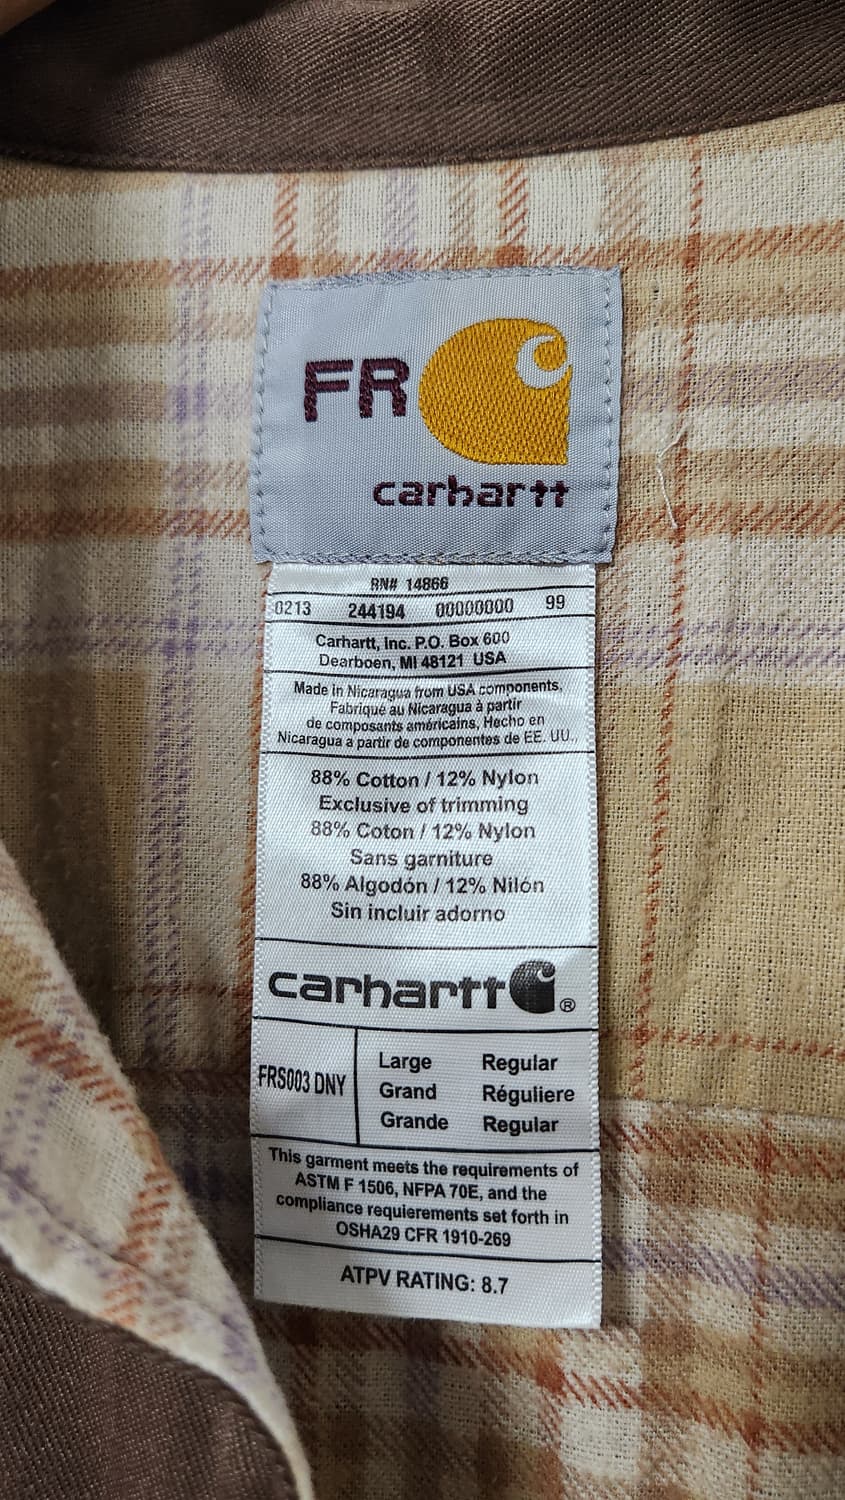 FR
carhartt
RN# 14866
0213 244194 00000000 99
Carhartt, Inc. P.O. Box 600
Dearboen, MI 48121 USA
Made in Nicaragua from USA components,
Fabriqué au Nicaragua à partir
de composants américains, Hecho en
Nicaragua a partir de componentes de EE. UU.,
88% Cotton / 12% Nylon
Exclusive of trimming
88% Coton / 12% Nylon
Sans garniture
88% Algodón / 12% Nilón
Sin incluir adorno
carhartt ®
FRS003 DNY
Large Regular
Grand Réguliere
Grande Regular
This garment meets the requirements of
ASTM F 1506, NFPA 70E, and the
compliance requierements set forth in
OSHA29 CFR 1910-269
ATPV RATING: 8.7